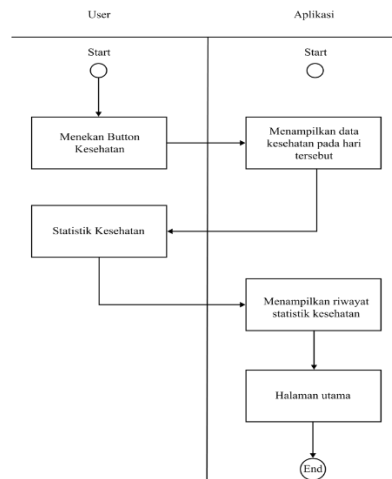 User
Aplikasi
Start
Start
Menekan Button
Kesehatan
Menampilkan data
kesehatan pada hari
tersebut
Statistik Kesehatan
Menampilkan riwayat
statistik kesehatan
Halaman utama
End